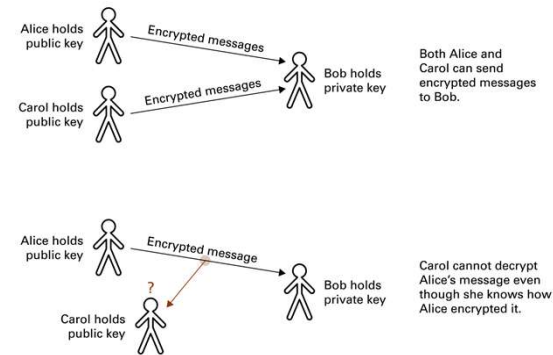 Alice holds
public key
Encrypted messages
Carol holds
public key
Encrypted messages
Bob holds
private key
Both Alice and
Carol can send
encrypted messages
to Bob.
Alice holds
public key
Encrypted message
?
Carol holds
public key
Bob holds
private key
Carol cannot decrypt
Alice's message even
though she knows how
Alice encrypted it.